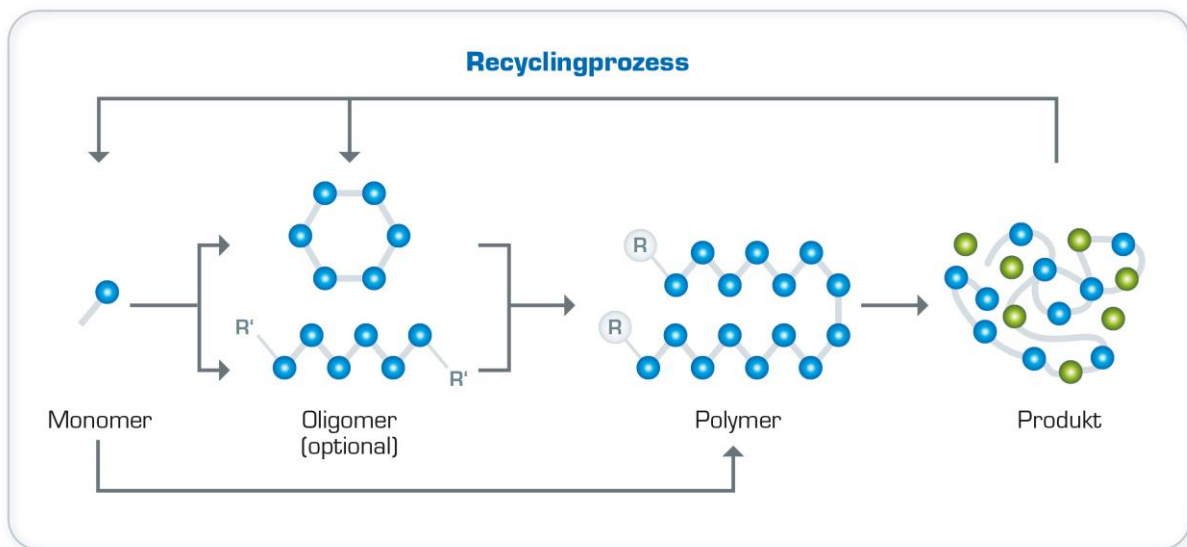 Recyclingprozess
R
R
R'
R'
Monomer
Oligomer
(optional)
Polymer
Produkt